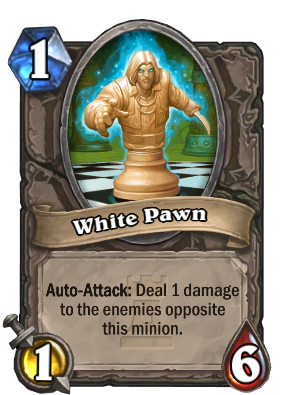 1
White Pawn
Auto-Attack: Deal 1 damage
to the enemies opposite
this minion.
1
6